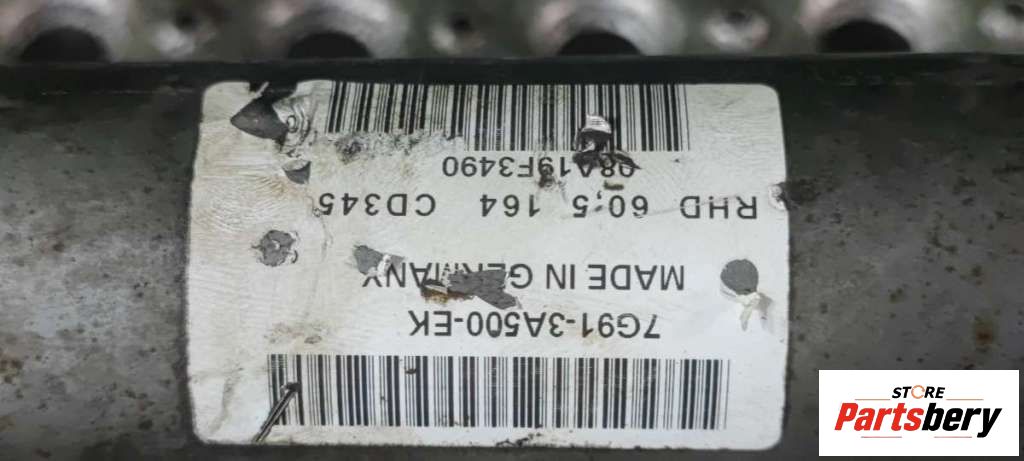 7G91-3A500-EK
MADE IN GERMANY
RHD 60,5 164 CD345
08A19F3490
STORE
Partsbery